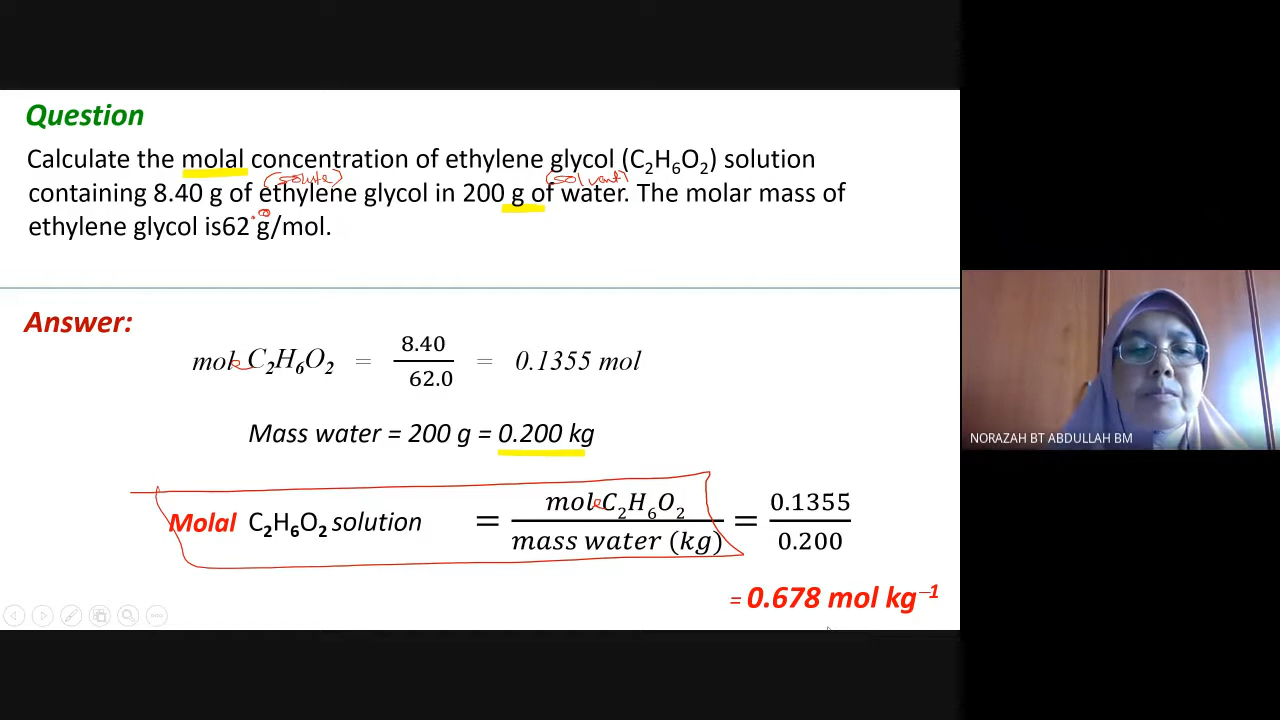 Question
Calculate the molal concentration of ethylene glycol (C₂H₆O₂) solution
(solute) (solvent)
containing 8.40 g of ethylene glycol in 200 g of water. The molar mass of
ethylene glycol is62.0 g/mol.
Answer:
mole C₂H₆O₂ = 8.40 / 62.0 = 0.1355 mol
Mass water = 200 g = 0.200 kg
Molal C₂H₆O₂ solution = mole C₂H₆O₂ / mass water (kg) = 0.1355 / 0.200
= 0.678 mol kg⁻¹
NORAZAH BT ABDULLAH BM